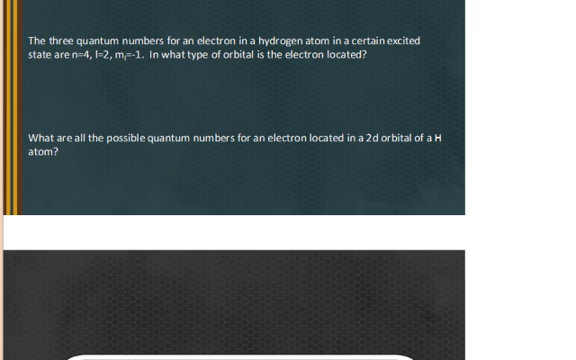 The three quantum numbers for an electron in a hydrogen atom in a certain excited
state are n=4, l=2, mₗ=-1.  In what type of orbital is the electron located?
What are all the possible quantum numbers for an electron located in a 2d orbital of a H
atom?